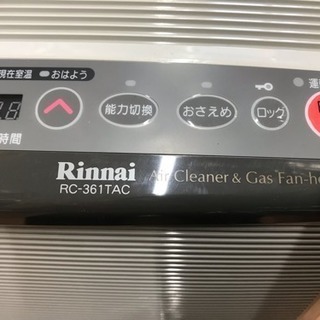 現在室温 おはよう
能力切換 おさえめ ロック
時間
Rinnai Air Cleaner & Gas Fan-he
RC-361TAC